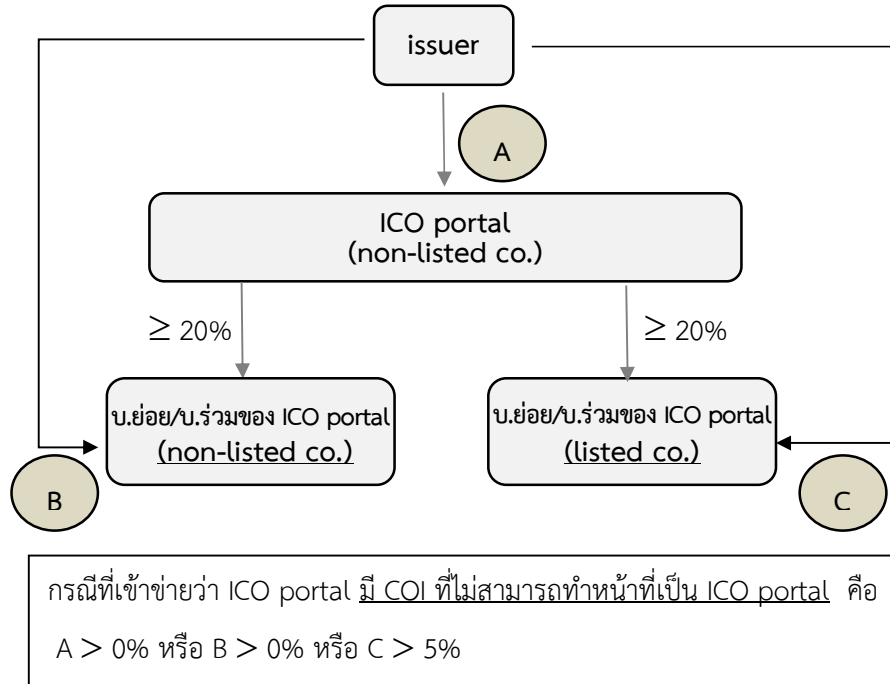 issuer
A
ICO portal
(non-listed co.)
≥ 20%
≥ 20%
บ.ย่อย/บ.ร่วมของ ICO portal
(non-listed co.)
บ.ย่อย/บ.ร่วมของ ICO portal
(listed co.)
B
C
กรณีที่เข้าข่ายว่า ICO portal มี COI ที่ไม่สามารถทำหน้าที่เป็น ICO portal คือ
A > 0% หรือ B > 0% หรือ C > 5%